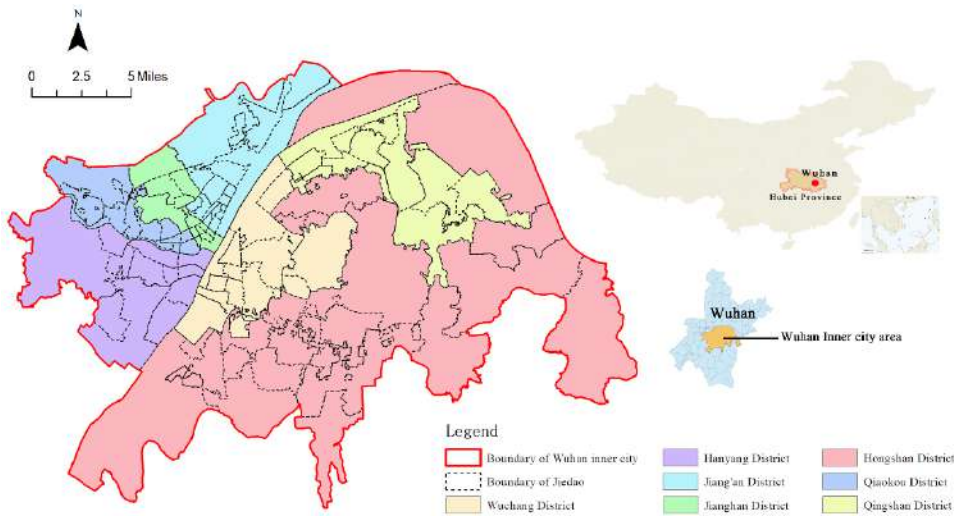 N
0 2.5 5 Miles
Wuhan
Hubei Province
Wuhan
Wuhan Inner city area
Legend
Boundary of Wuhan inner city
Boundary of Jiedao
Wuchang District
Hanyang District
Jiang'an District
Jianghan District
Hongshan District
Qiaokou District
Qingshan District